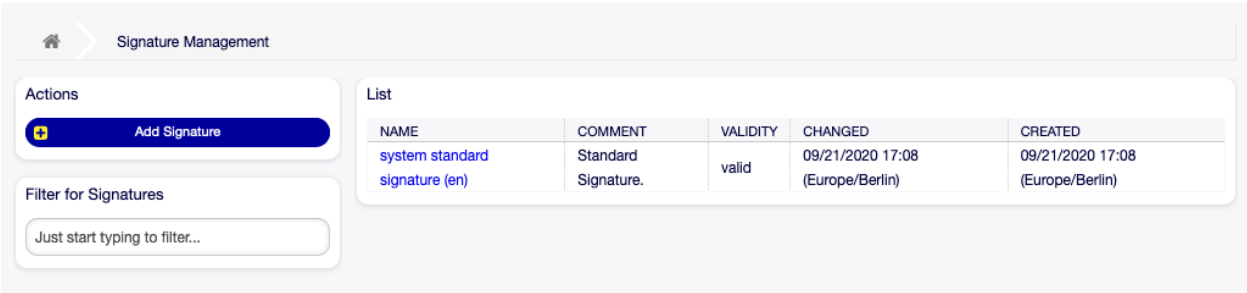 Signature Management
Actions
Add Signature
Filter for Signatures
Just start typing to filter...
List
NAME COMMENT VALIDITY CHANGED CREATED
system standard Standard valid 09/21/2020 17:08 09/21/2020 17:08
signature (en) Signature. (Europe/Berlin) (Europe/Berlin)